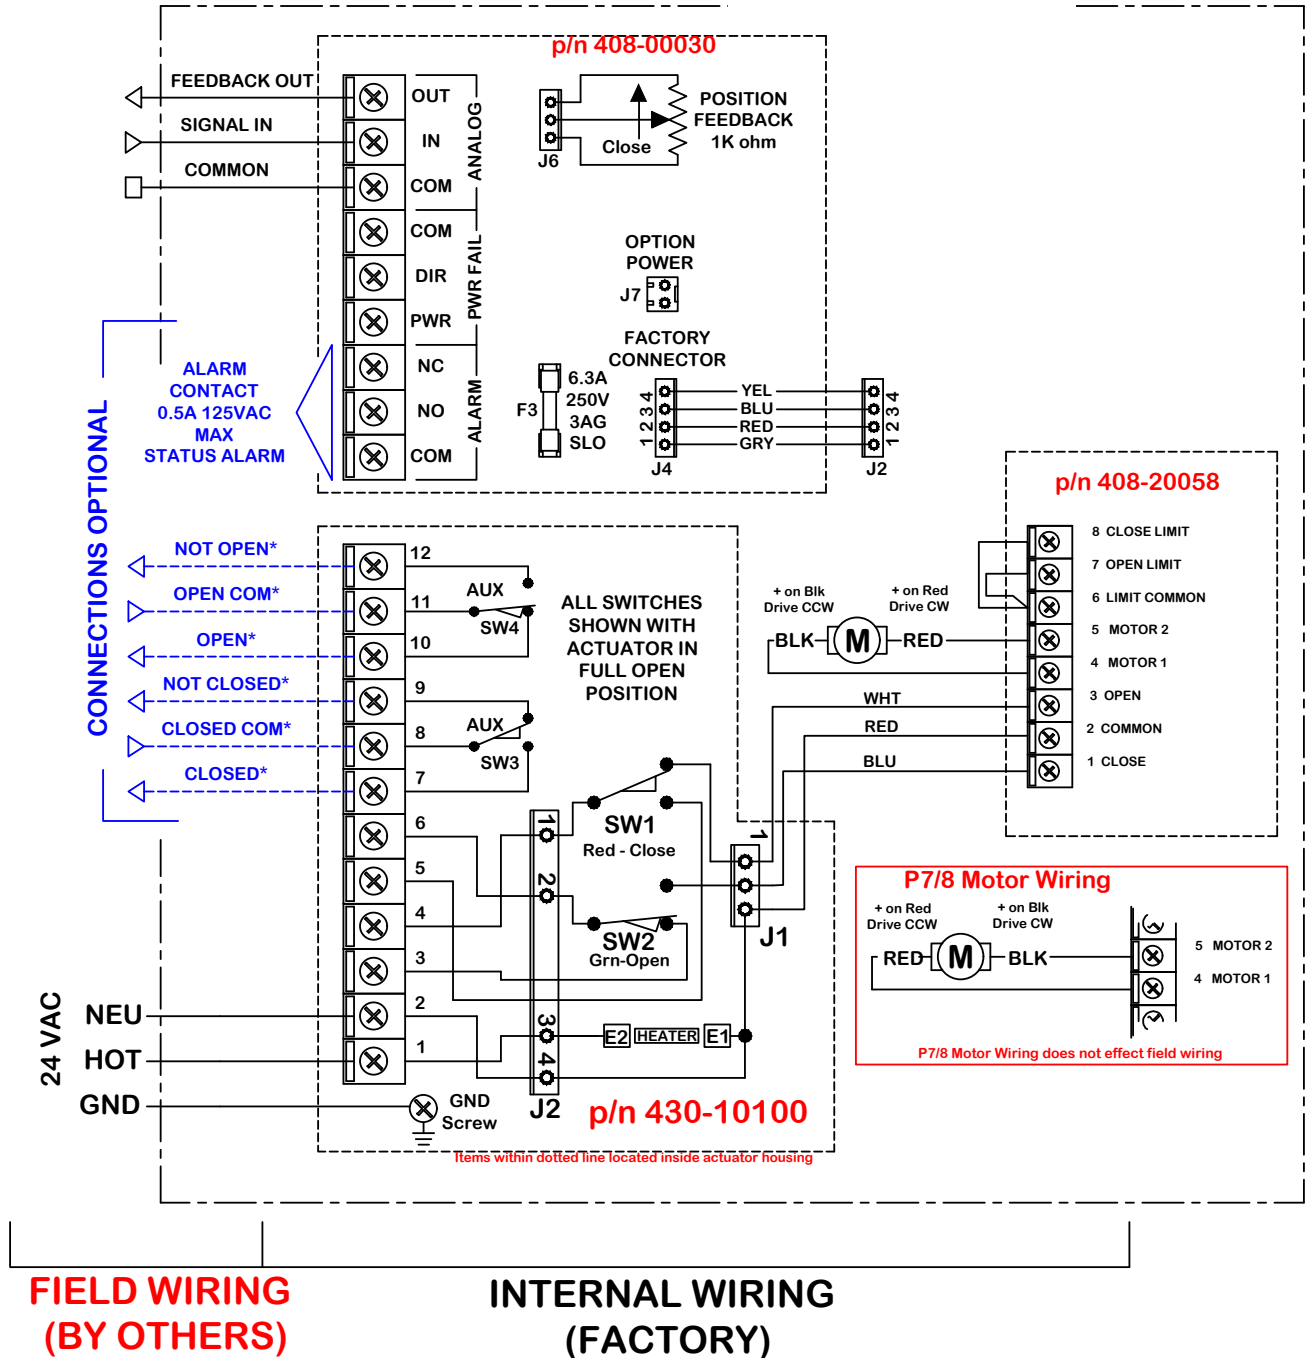 p/n 408-00030
FEEDBACK OUT
SIGNAL IN
COMMON
OUT
IN
COM
ANALOG
COM
DIR
PWR
PWR FAIL
NC
NO
COM
ALARM
J6
Close
POSITION
FEEDBACK
1K ohm
OPTION
POWER
J7
FACTORY
CONNECTOR
F3
6.3A
250V
3AG
SLO
1 2 3 4
J4
YEL
BLU
RED
GRY
1 2 3 4
J2
CONNECTIONS OPTIONAL
ALARM
CONTACT
0.5A 125VAC
MAX
STATUS ALARM
NOT OPEN*
OPEN COM*
OPEN*
NOT CLOSED*
CLOSED COM*
CLOSED*
12
11
10
9
8
7
6
5
4
3
2
1
AUX
SW4
AUX
SW3
ALL SWITCHES
SHOWN WITH
ACTUATOR IN
FULL OPEN
POSITION
SW1
Red - Close
SW2
Grn-Open
1
2
3
4
J2
1
J1
E2
HEATER
E1
p/n 430-10100
24 VAC
NEU
HOT
GND
GND
Screw
Items within dotted line located inside actuator housing
p/n 408-20058
8 CLOSE LIMIT
7 OPEN LIMIT
6 LIMIT COMMON
5 MOTOR 2
4 MOTOR 1
3 OPEN
2 COMMON
1 CLOSE
+ on Blk
Drive CCW
+ on Red
Drive CW
BLK
M
RED
WHT
RED
BLU
P7/8 Motor Wiring
+ on Red
Drive CCW
+ on Blk
Drive CW
RED
M
BLK
5 MOTOR 2
4 MOTOR 1
P7/8 Motor Wiring does not effect field wiring
FIELD WIRING
(BY OTHERS)
INTERNAL WIRING
(FACTORY)